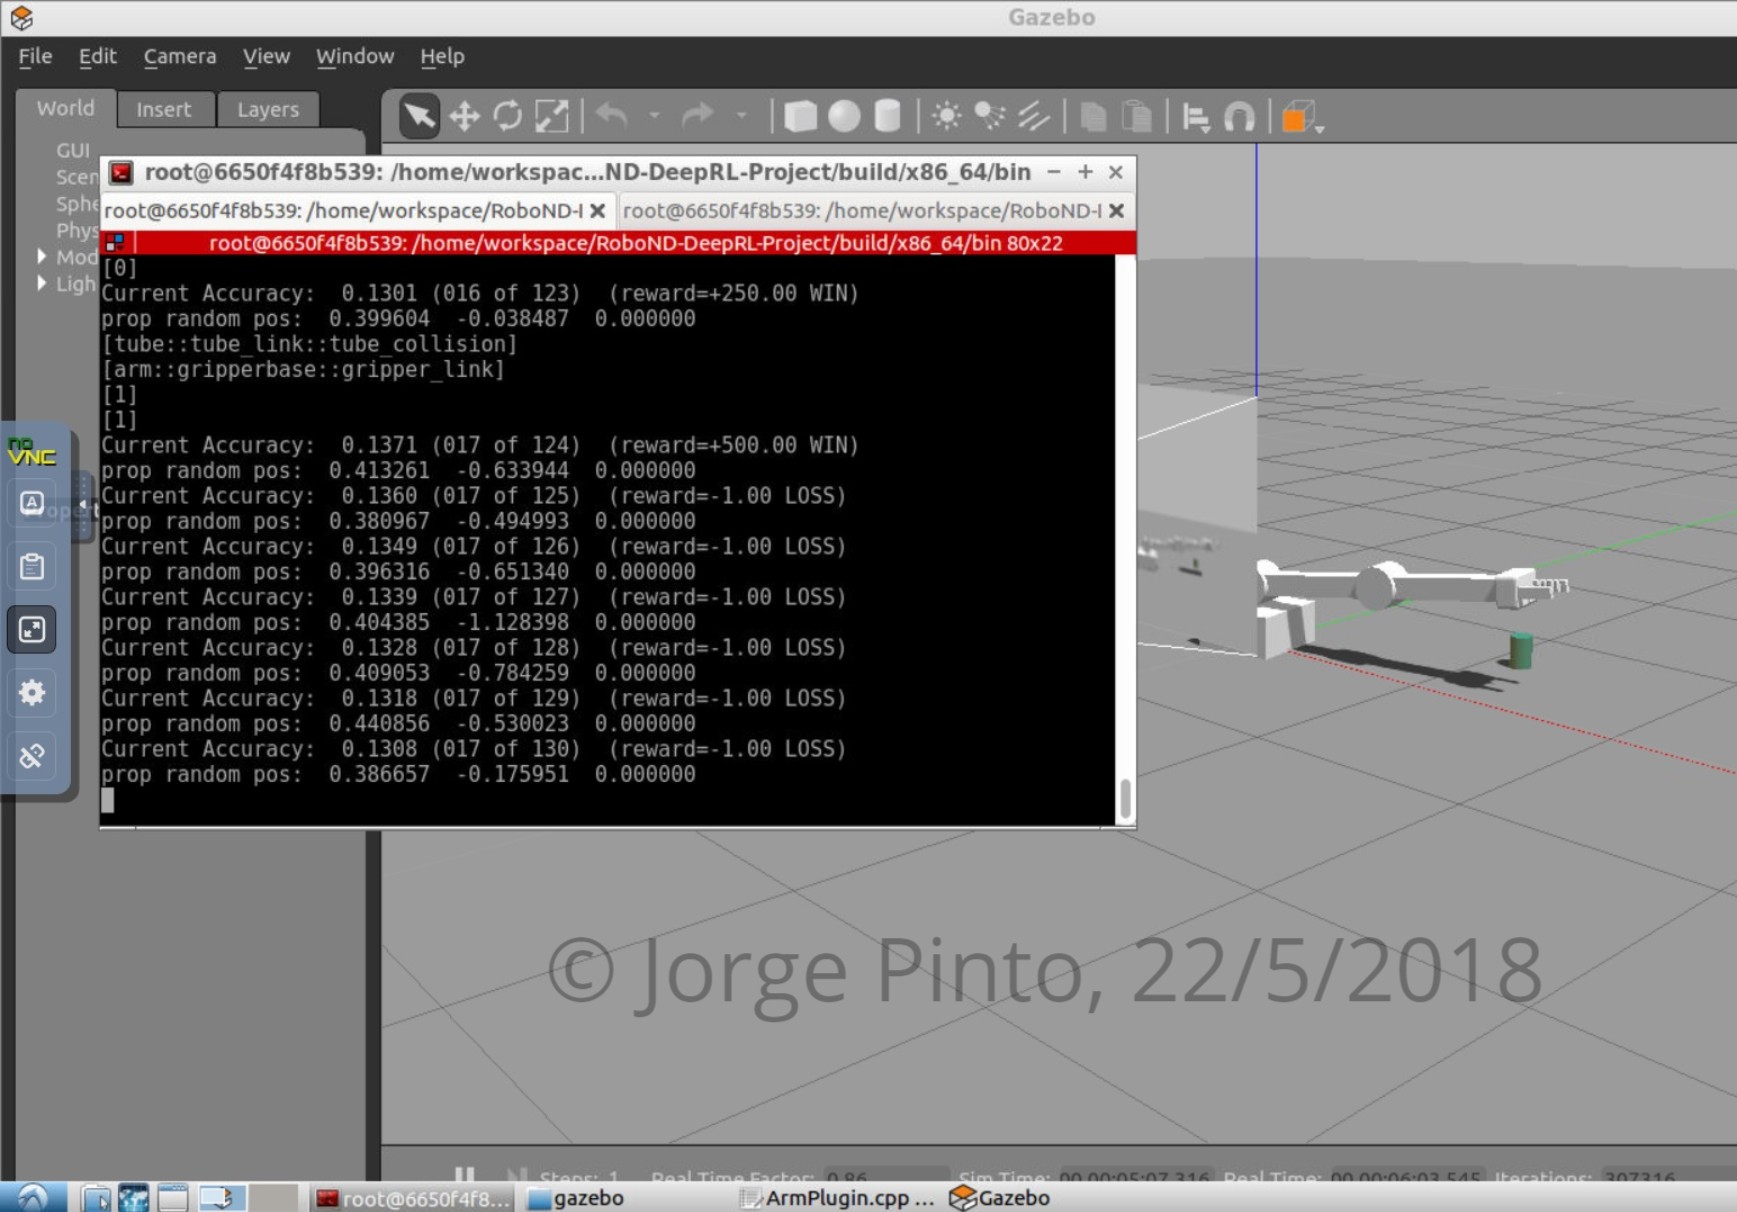 Gazebo
File Edit Camera View Window Help
World Insert Layers
GUI
Scen
Sphe
Phys
Mod
Ligh
root@6650f4f8b539: /home/workspac...ND-DeepRL-Project/build/x86_64/bin
root@6650f4f8b539: /home/workspace/RoboND-I root@6650f4f8b539: /home/workspace/RoboND-I
root@6650f4f8b539: /home/workspace/RoboND-DeepRL-Project/build/x86_64/bin 80x22
[0]
Current Accuracy: 0.1301 (016 of 123) (reward=+250.00 WIN)
prop random pos: 0.399604 -0.038487 0.000000
[tube::tube_link::tube_collision]
[arm::gripperbase::gripper_link]
[1]
[1]
Current Accuracy: 0.1371 (017 of 124) (reward=+500.00 WIN)
prop random pos: 0.413261 -0.633944 0.000000
Current Accuracy: 0.1360 (017 of 125) (reward=-1.00 LOSS)
prop random pos: 0.380967 -0.494993 0.000000
Current Accuracy: 0.1349 (017 of 126) (reward=-1.00 LOSS)
prop random pos: 0.396316 -0.651340 0.000000
Current Accuracy: 0.1339 (017 of 127) (reward=-1.00 LOSS)
prop random pos: 0.404385 -1.128398 0.000000
Current Accuracy: 0.1328 (017 of 128) (reward=-1.00 LOSS)
prop random pos: 0.409053 -0.784259 0.000000
Current Accuracy: 0.1318 (017 of 129) (reward=-1.00 LOSS)
prop random pos: 0.440856 -0.530023 0.000000
Current Accuracy: 0.1308 (017 of 130) (reward=-1.00 LOSS)
prop random pos: 0.386657 -0.175951 0.000000
no
VNC
A
© Jorge Pinto, 22/5/2018
Steps: 1 Real Time Factor: 0.86 Sim Time: 00 00:05:07.316 Real Time: 00 00:06:03.545 Iterations: 307316
root@6650f4f8... gazebo ArmPlugin.cpp ... Gazebo